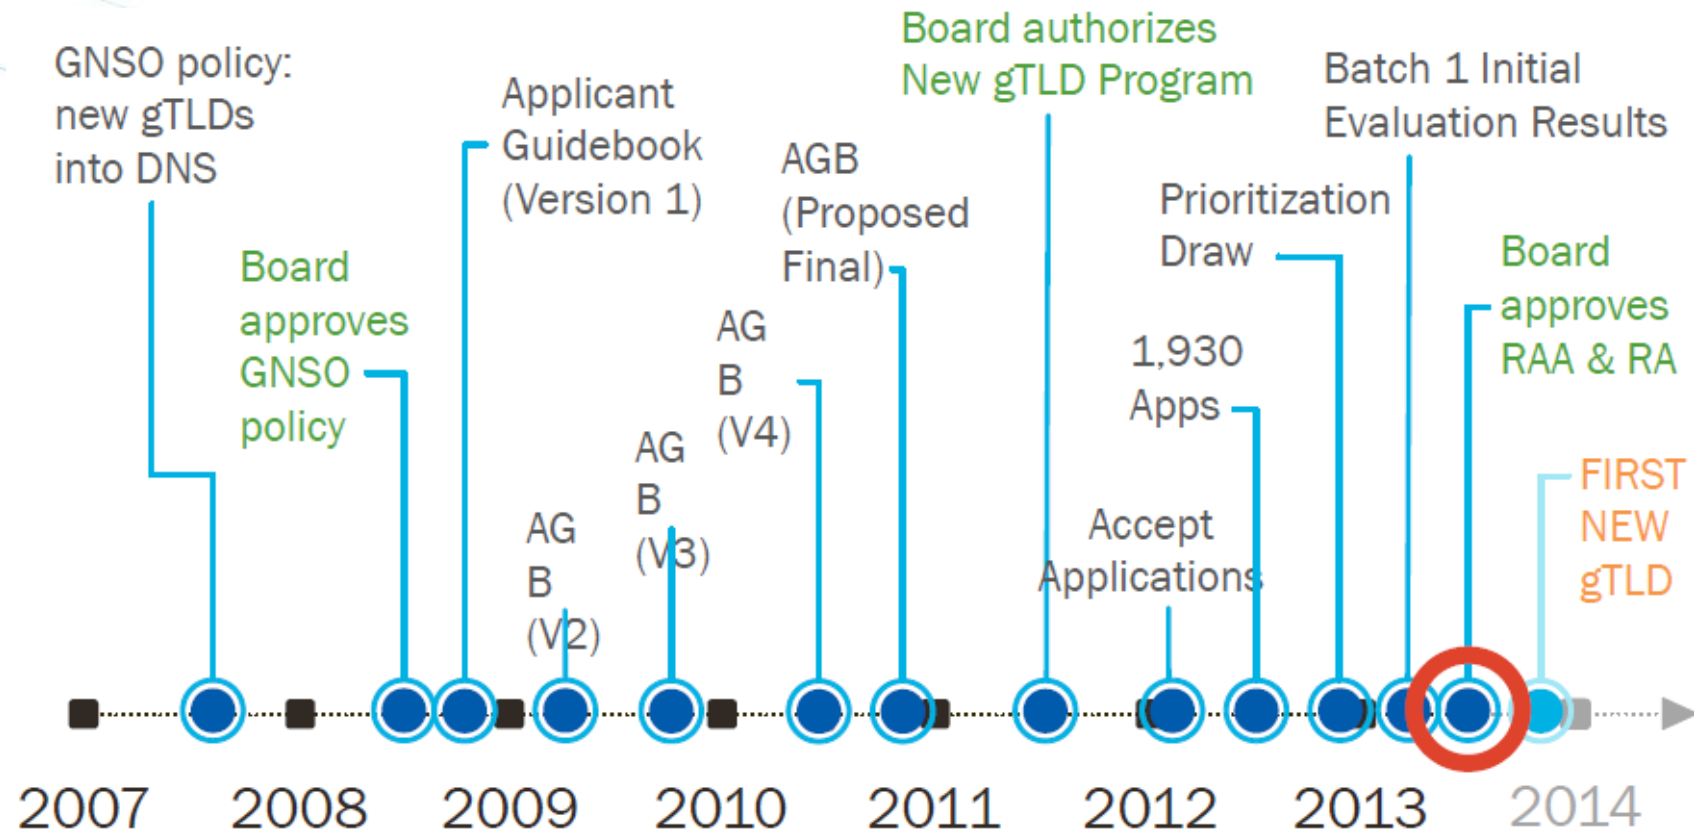 GNSO policy:
new gTLDs
into DNS
Board
approves
GNSO
policy
Applicant
Guidebook
(Version 1)
AG
B
(V2)
AG
B
(V3)
AG
B
(V4)
AGB
(Proposed
Final)
Board authorizes
New gTLD Program
Accept
Applications
1,930
Apps
Prioritization
Draw
Batch 1 Initial
Evaluation Results
Board
approves
RAA & RA
FIRST
NEW
gTLD
2007 2008 2009 2010 2011 2012 2013 2014